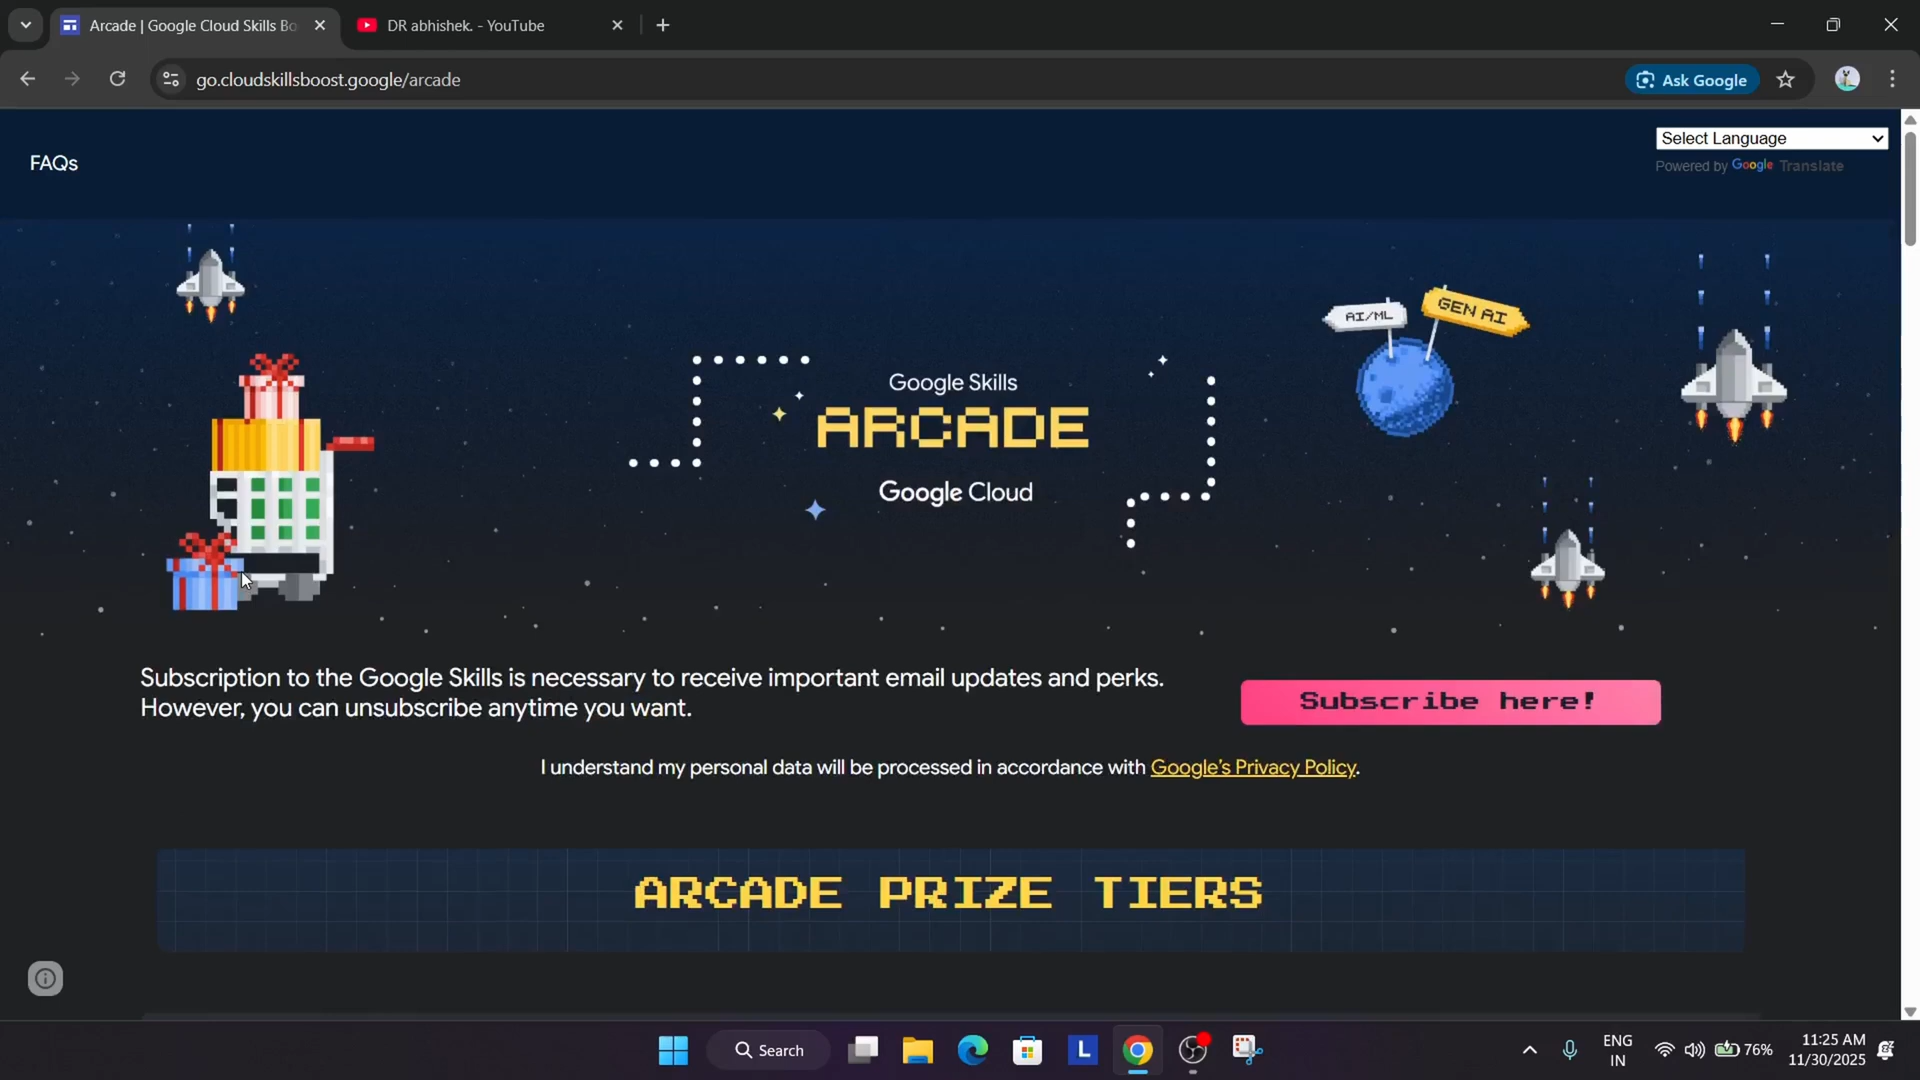 Arcade | Google Cloud Skills Bo
DR abhishek. - YouTube
go.cloudskillsboost.google/arcade
Ask Google
FAQs
Select Language
Powered by Google Translate
AI/ML
GEN AI
Google Skills
ARCADE
Google Cloud
Subscription to the Google Skills is necessary to receive important email updates and perks.
However, you can unsubscribe anytime you want.
Subscribe here!
I understand my personal data will be processed in accordance with Google's Privacy Policy.
ARCADE PRIZE TIERS
Search
L
ENG
IN
76%
11:25 AM
11/30/2025